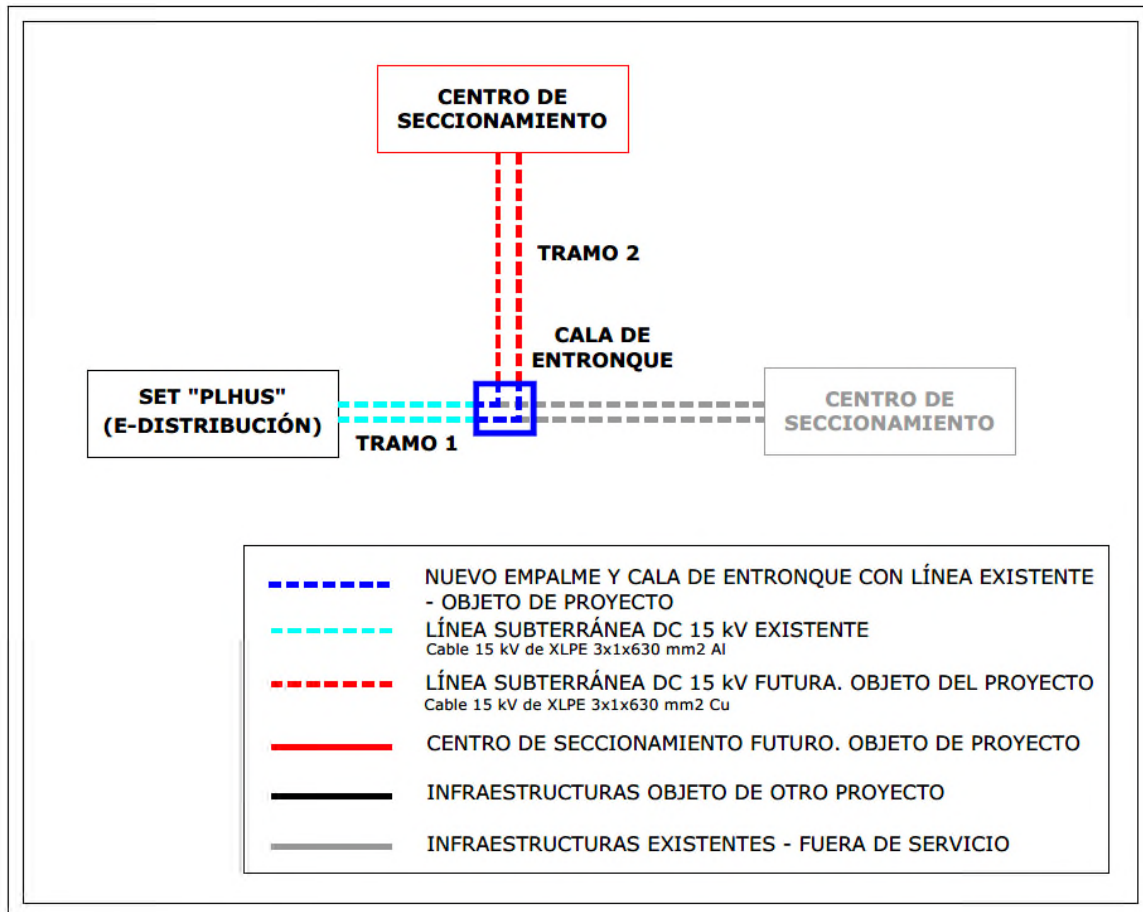 CENTRO DE
SECCIONAMIENTO
TRAMO 2
CALA DE
ENTRONQUE
SET "PLHUS"
(E-DISTRIBUCIÓN)
TRAMO 1
CENTRO DE
SECCIONAMIENTO
NUEVO EMPALME Y CALA DE ENTRONQUE CON LÍNEA EXISTENTE
- OBJETO DE PROYECTO
LÍNEA SUBTERRÁNEA DC 15 kV EXISTENTE
Cable 15 kV de XLPE 3x1x630 mm2 Al
LÍNEA SUBTERRÁNEA DC 15 kV FUTURA. OBJETO DEL PROYECTO
Cable 15 kV de XLPE 3x1x630 mm2 Cu
CENTRO DE SECCIONAMIENTO FUTURO. OBJETO DE PROYECTO
INFRAESTRUCTURAS OBJETO DE OTRO PROYECTO
INFRAESTRUCTURAS EXISTENTES - FUERA DE SERVICIO